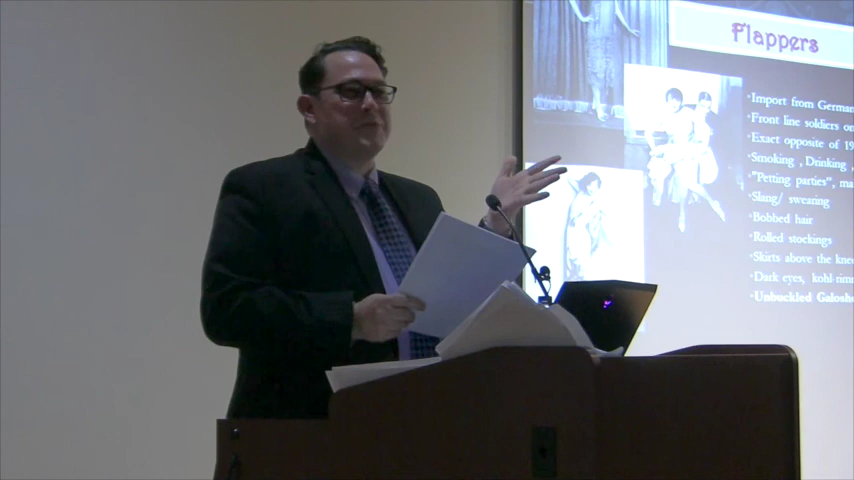 Flappers
•Import from German
•Front line soldiers on
•Exact opposite of 19
•Smoking , Drinking ,
•"Petting parties", ma
•Slang/ swearing
•Bobbed hair
•Rolled stockings
•Skirts above the kne
•Dark eyes, kohl-rim
•Unbuckled Galosh